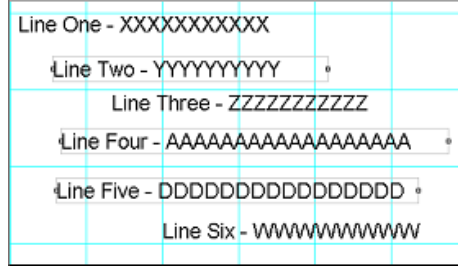 Line One - XXXXXXXXXXX
Line Two - YYYYYYYYYY
Line Three - ZZZZZZZZZZZ
Line Four - AAAAAAAAAAAAAAAAAA
Line Five - DDDDDDDDDDDDDDDD
Line Six - WWWWWWWWWW